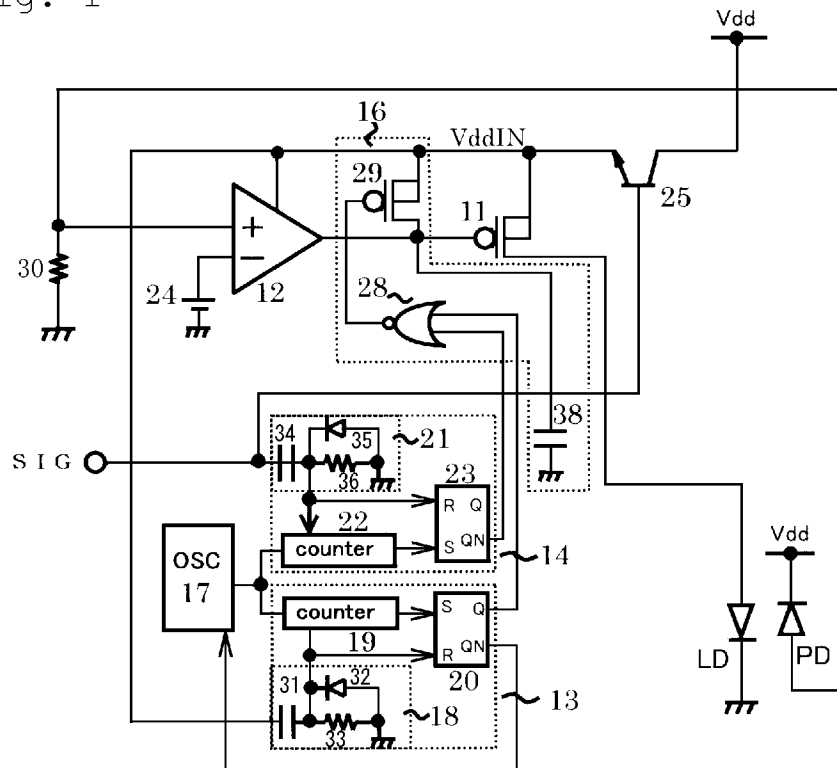 Fig. 1
Vdd
16
VddIN
29
11
25
+
30
−
24
12
28
38
34
35
21
SIG
36
23
R Q
22
counter
S QN
14
Vdd
OSC
17
counter
S Q
19
R QN
LD
PD
20
31
32
13
18
33